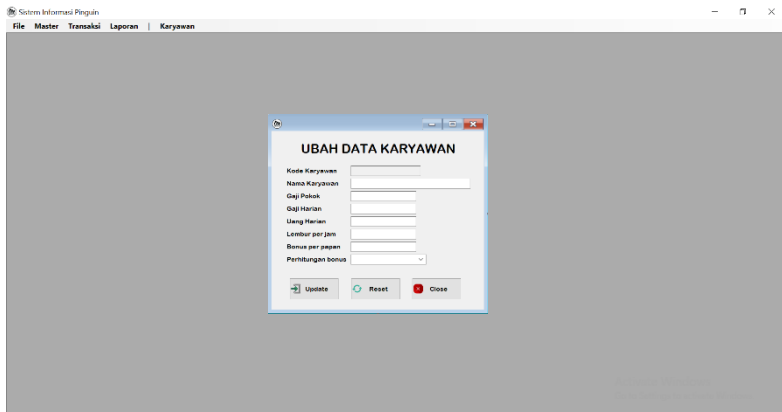 Sistem Informasi Pinguin
File Master Transaksi Laporan | Karyawan
UBAH DATA KARYAWAN
Kode Karyawan
Nama Karyawan
Gaji Pokok
Gaji Harian
Uang Harian
Lembur per jam
Bonus per papan
Perhitungan bonus
Update Reset Close